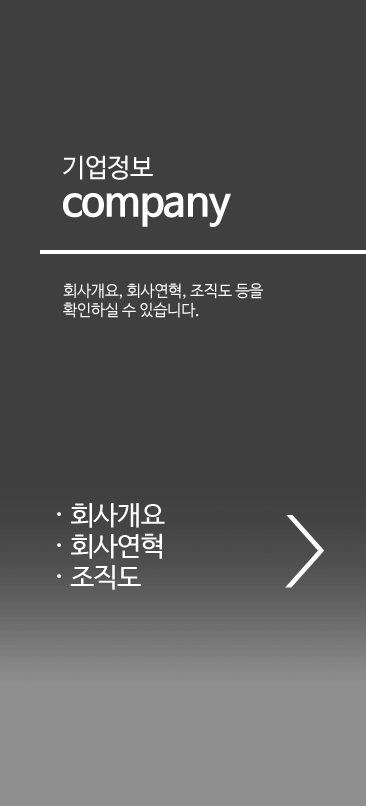 기업정보
company
회사개요, 회사연혁, 조직도 등을
확인하실 수 있습니다.
· 회사개요
· 회사연혁
· 조직도